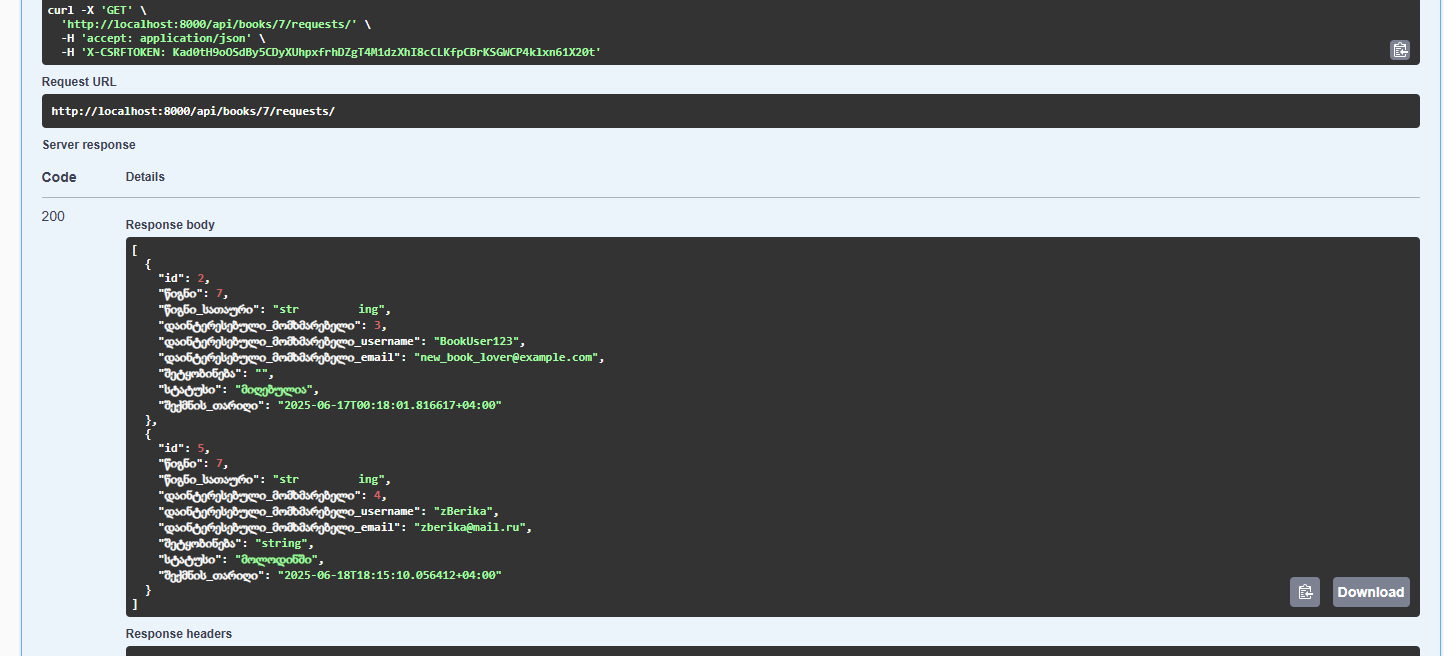 curl -X 'GET' \
  'http://localhost:8000/api/books/7/requests/' \
  -H 'accept: application/json' \
  -H 'X-CSRFTOKEN: Kad0tH9oOSdBy5CDyXUhpxfrhDZgT4M1dzXhI8cCLKfpCBrKSGWCP4klxn61X20t'
Request URL
http://localhost:8000/api/books/7/requests/
Server response
Code Details
200
Response body
[
  {
    "id": 2,
    "წიგნი": 7,
    "წიგნი_სათაური": "str         ing",
    "დაინტერესებული_მომხმარებელი": 3,
    "დაინტერესებული_მომხმარებელი_username": "BookUser123",
    "დაინტერესებული_მომხმარებელი_email": "new_book_lover@example.com",
    "შეტყობინება": "",
    "სტატუსი": "მიღებულია",
    "შექმნის_თარიღი": "2025-06-17T00:18:01.816617+04:00"
  },
  {
    "id": 5,
    "წიგნი": 7,
    "წიგნი_სათაური": "str         ing",
    "დაინტერესებული_მომხმარებელი": 4,
    "დაინტერესებული_მომხმარებელი_username": "zBerika",
    "დაინტერესებული_მომხმარებელი_email": "zberika@mail.ru",
    "შეტყობინება": "string",
    "სტატუსი": "მოლოდინში",
    "შექმნის_თარიღი": "2025-06-18T18:15:10.056412+04:00"
  }
]
Download
Response headers